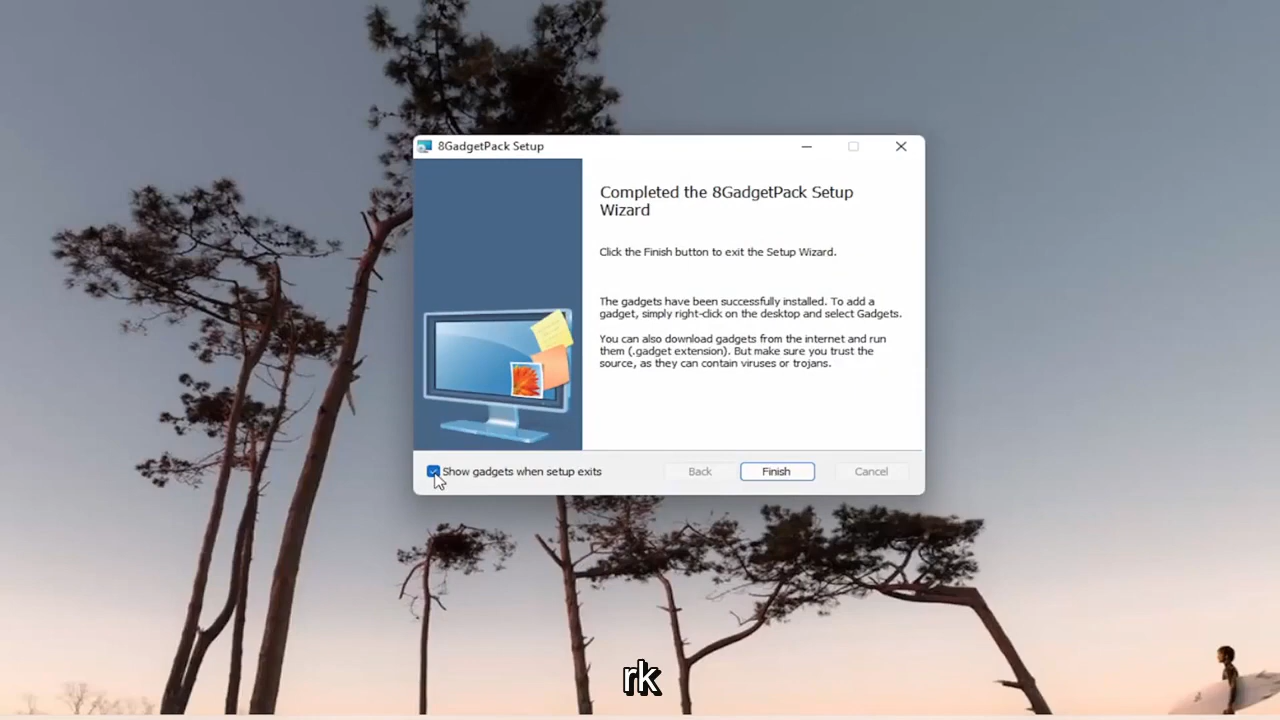 8GadgetPack Setup
Completed the 8GadgetPack Setup
Wizard
Click the Finish button to exit the Setup Wizard.
The gadgets have been successfully installed. To add a
gadget, simply right-click on the desktop and select Gadgets.
You can also download gadgets from the internet and run
them (.gadget extension). But make sure you trust the
source, as they can contain viruses or trojans.
Show gadgets when setup exits
Back
Finish
Cancel
rk